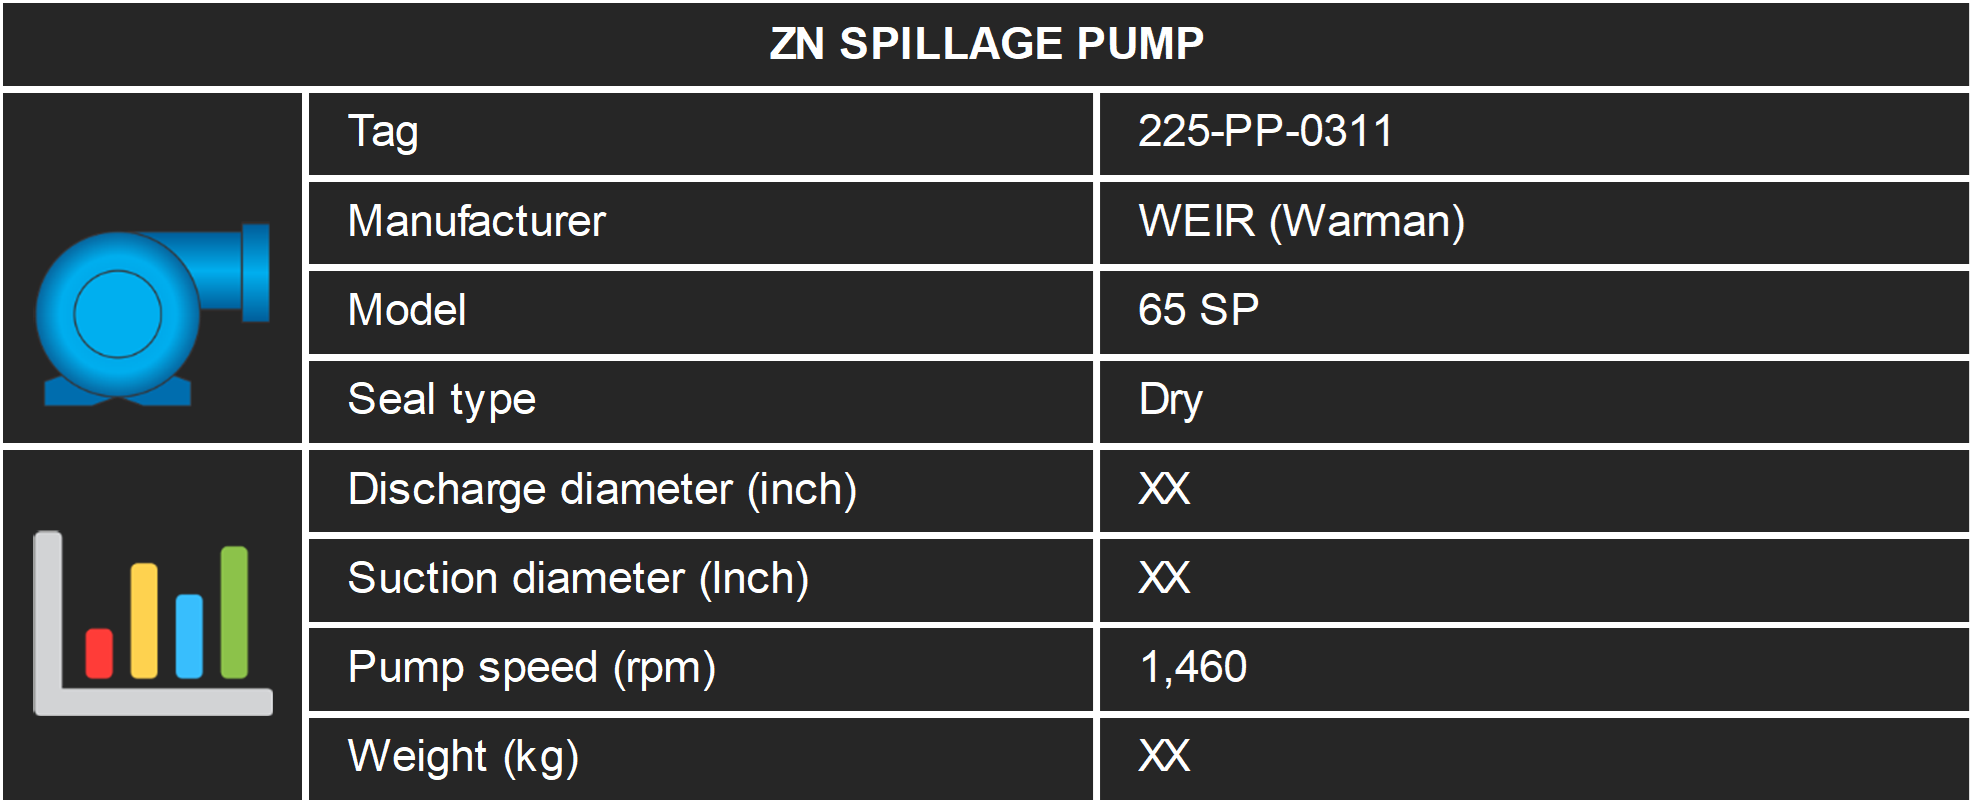 ZN SPILLAGE PUMP
Tag 225-PP-0311
Manufacturer WEIR (Warman)
Model 65 SP
Seal type Dry
Discharge diameter (inch) XX
Suction diameter (Inch) XX
Pump speed (rpm) 1,460
Weight (kg) XX